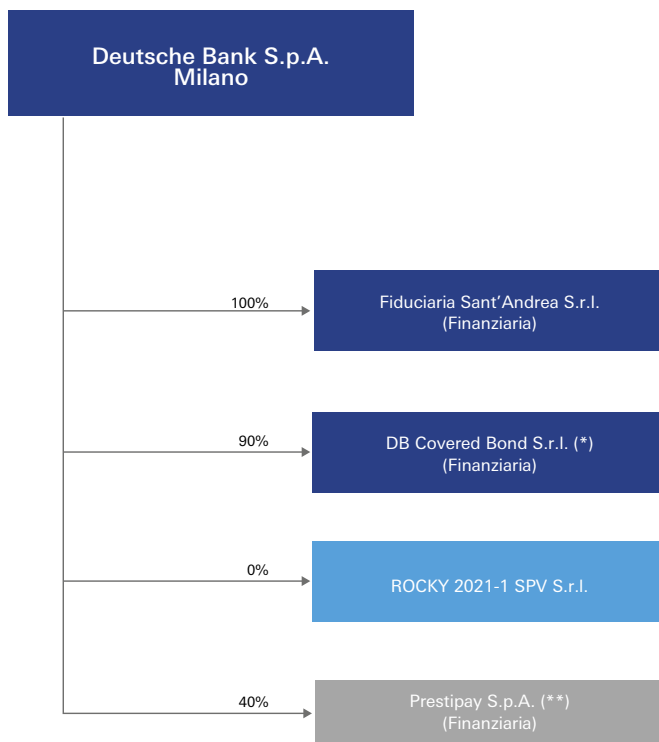 Deutsche Bank S.p.A.
Milano
100%
Fiduciaria Sant’Andrea S.r.l.
(Finanziaria)
90%
DB Covered Bond S.r.l. (*)
(Finanziaria)
0%
ROCKY 2021-1 SPV S.r.l.
40%
Prestipay S.p.A. (**)
(Finanziaria)